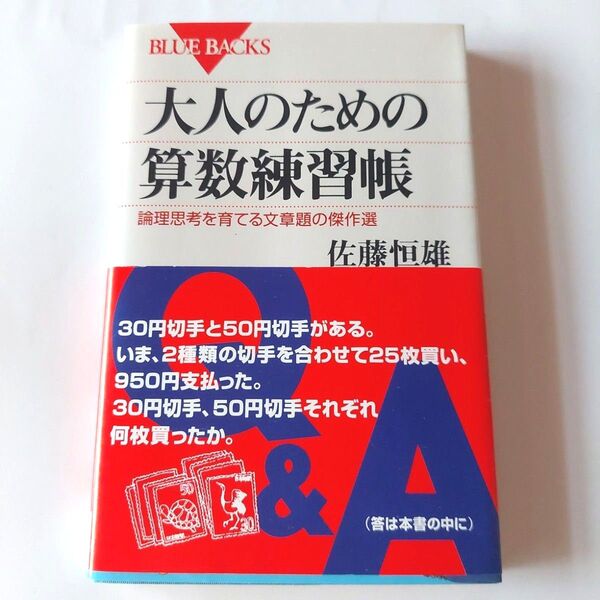 BLUE BACKS
大人のための
算数練習帳
論理思考を育てる文章題の傑作選
佐藤恒雄
Q&A
30円切手と50円切手がある。
いま、2種類の切手を合わせて25枚買い、
950円支払った。
30円切手、50円切手それぞれ
何枚買ったか。
50
30
(答は本書の中に)